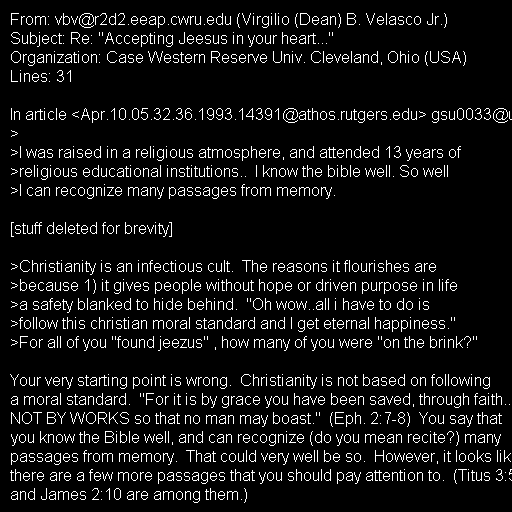 From: vbv@r2d2.eeap.cwru.edu (Virgilio (Dean) B. Velasco Jr.)
Subject: Re: "Accepting Jeesus in your heart..."
Organization: Case Western Reserve Univ. Cleveland, Ohio (USA)
Lines: 31
In article <Apr.10.05.32.36.1993.14391@athos.rutgers.edu> gsu0033@u
>
>I was raised in a religious atmosphere, and attended 13 years of
>religious educational institutions..  I know the bible well. So well
>I can recognize many passages from memory.
[stuff deleted for brevity]
>Christianity is an infectious cult.  The reasons it flourishes are
>because 1) it gives people without hope or driven purpose in life
>a safety blanked to hide behind.  "Oh wow..all i have to do is
>follow this christian moral standard and I get eternal happiness."
>For all of you "found jeezus" , how many of you were "on the brink?"
Your very starting point is wrong.  Christianity is not based on following
a moral standard.  "For it is by grace you have been saved, through faith..
NOT BY WORKS so that no man may boast."  (Eph. 2:7-8)  You say that
you know the Bible well, and can recognize (do you mean recite?) many
passages from memory.  That could very well be so.  However, it looks lik
there are a few more passages that you should pay attention to.  (Titus 3:5
and James 2:10 are among them.)